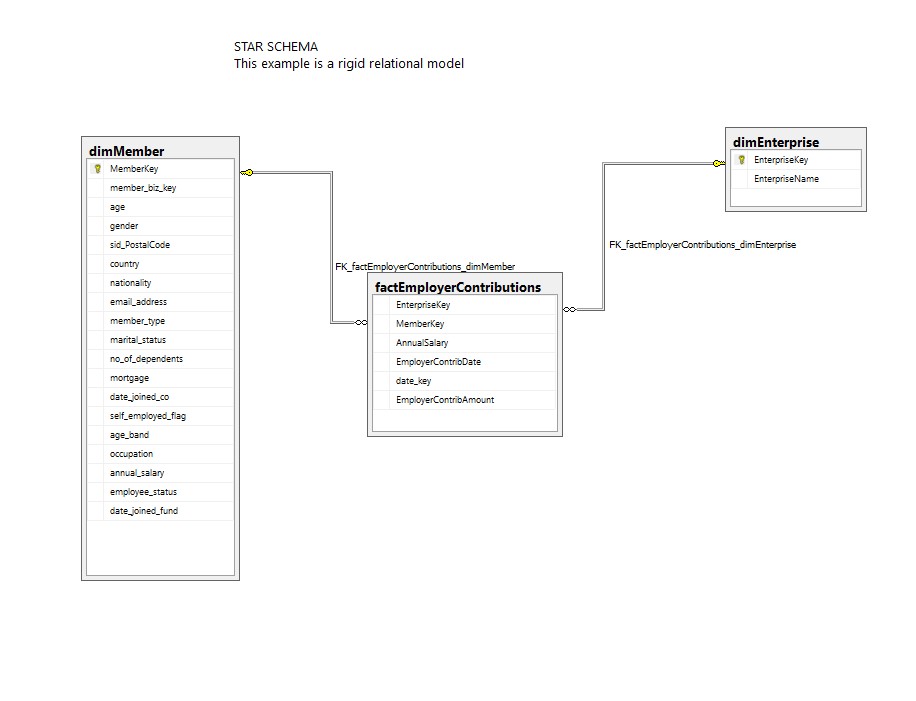 STAR SCHEMA
This example is a rigid relational model
dimMember
MemberKey
member_biz_key
age
gender
sid_PostalCode
country
nationality
email_address
member_type
marital_status
no_of_dependents
mortgage
date_joined_co
self_employed_flag
age_band
occupation
annual_salary
employee_status
date_joined_fund
FK_factEmployerContributions_dimMember
factEmployerContributions
EnterpriseKey
MemberKey
AnnualSalary
EmployerContribDate
date_key
EmployerContribAmount
FK_factEmployerContributions_dimEnterprise
dimEnterprise
EnterpriseKey
EnterpriseName